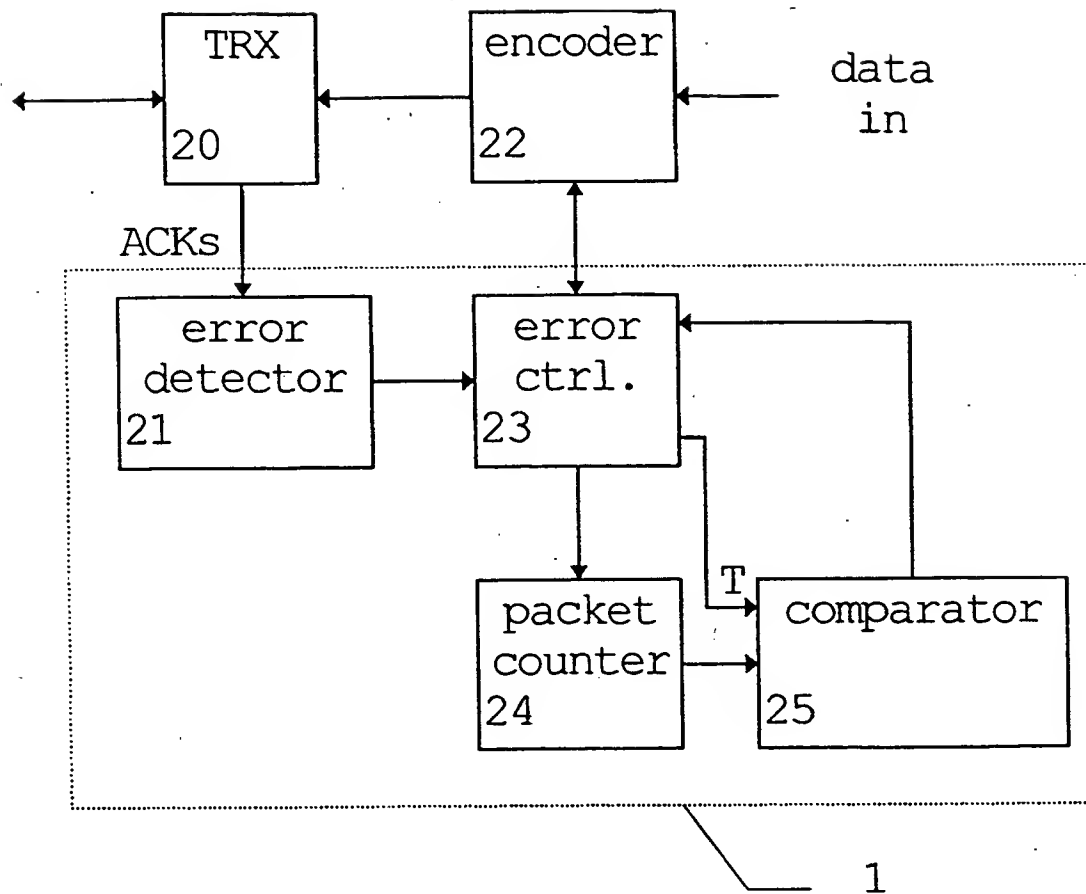 TRX
20
encoder
22
data
in
ACKs
error
detector
21
error
ctrl.
23
T
packet
counter
24
comparator
25
1